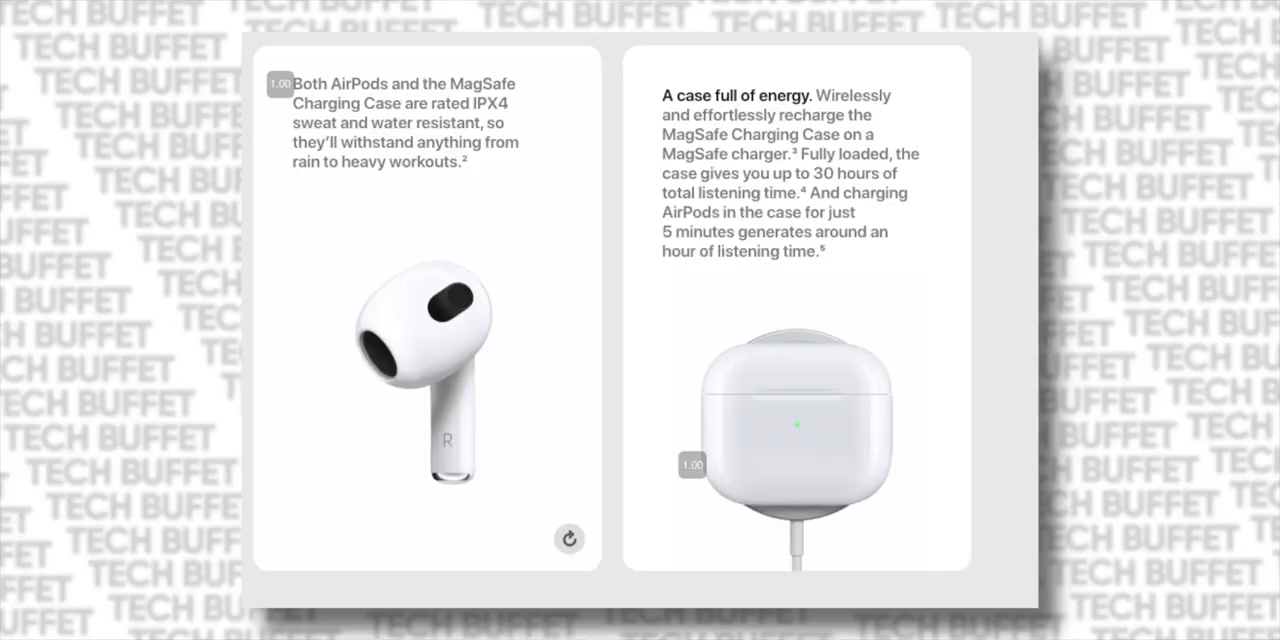 TECH BUFFET
1.00
Both AirPods and the MagSafe
Charging Case are rated IPX4
sweat and water resistant, so
they’ll withstand anything from
rain to heavy workouts.²
R
A case full of energy. Wirelessly
and effortlessly recharge the
MagSafe Charging Case on a
MagSafe charger.³ Fully loaded, the
case gives you up to 30 hours of
total listening time.⁴ And charging
AirPods in the case for just
5 minutes generates around an
hour of listening time.⁵
1.00